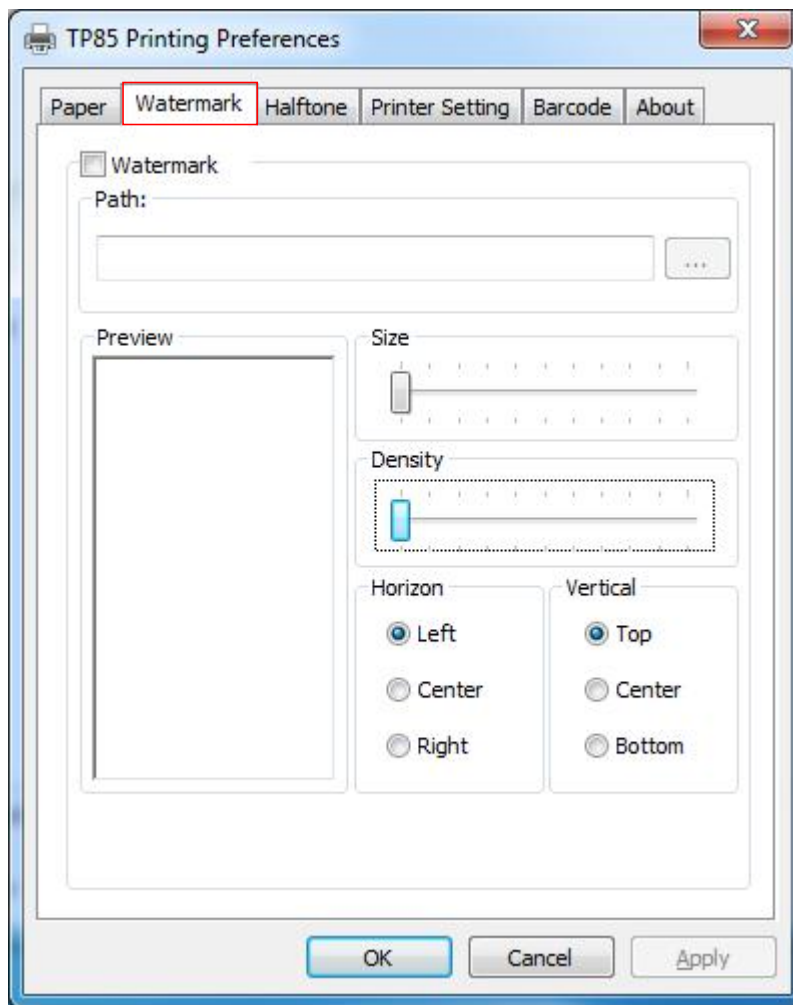 TP85 Printing Preferences
Paper Watermark Halftone Printer Setting Barcode About
Watermark
Path:
...
Preview
Size
Density
Horizon Vertical
Left Top
Center Center
Right Bottom
OK Cancel Apply